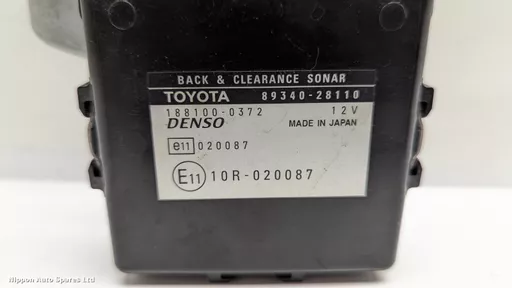 BACK & CLEARANCE SONAR
TOYOTA 89340-28110
188100-0372 12V
DENSO MADE IN JAPAN
e11 020087
E11 10R-020087
Nippon Auto Spares Ltd